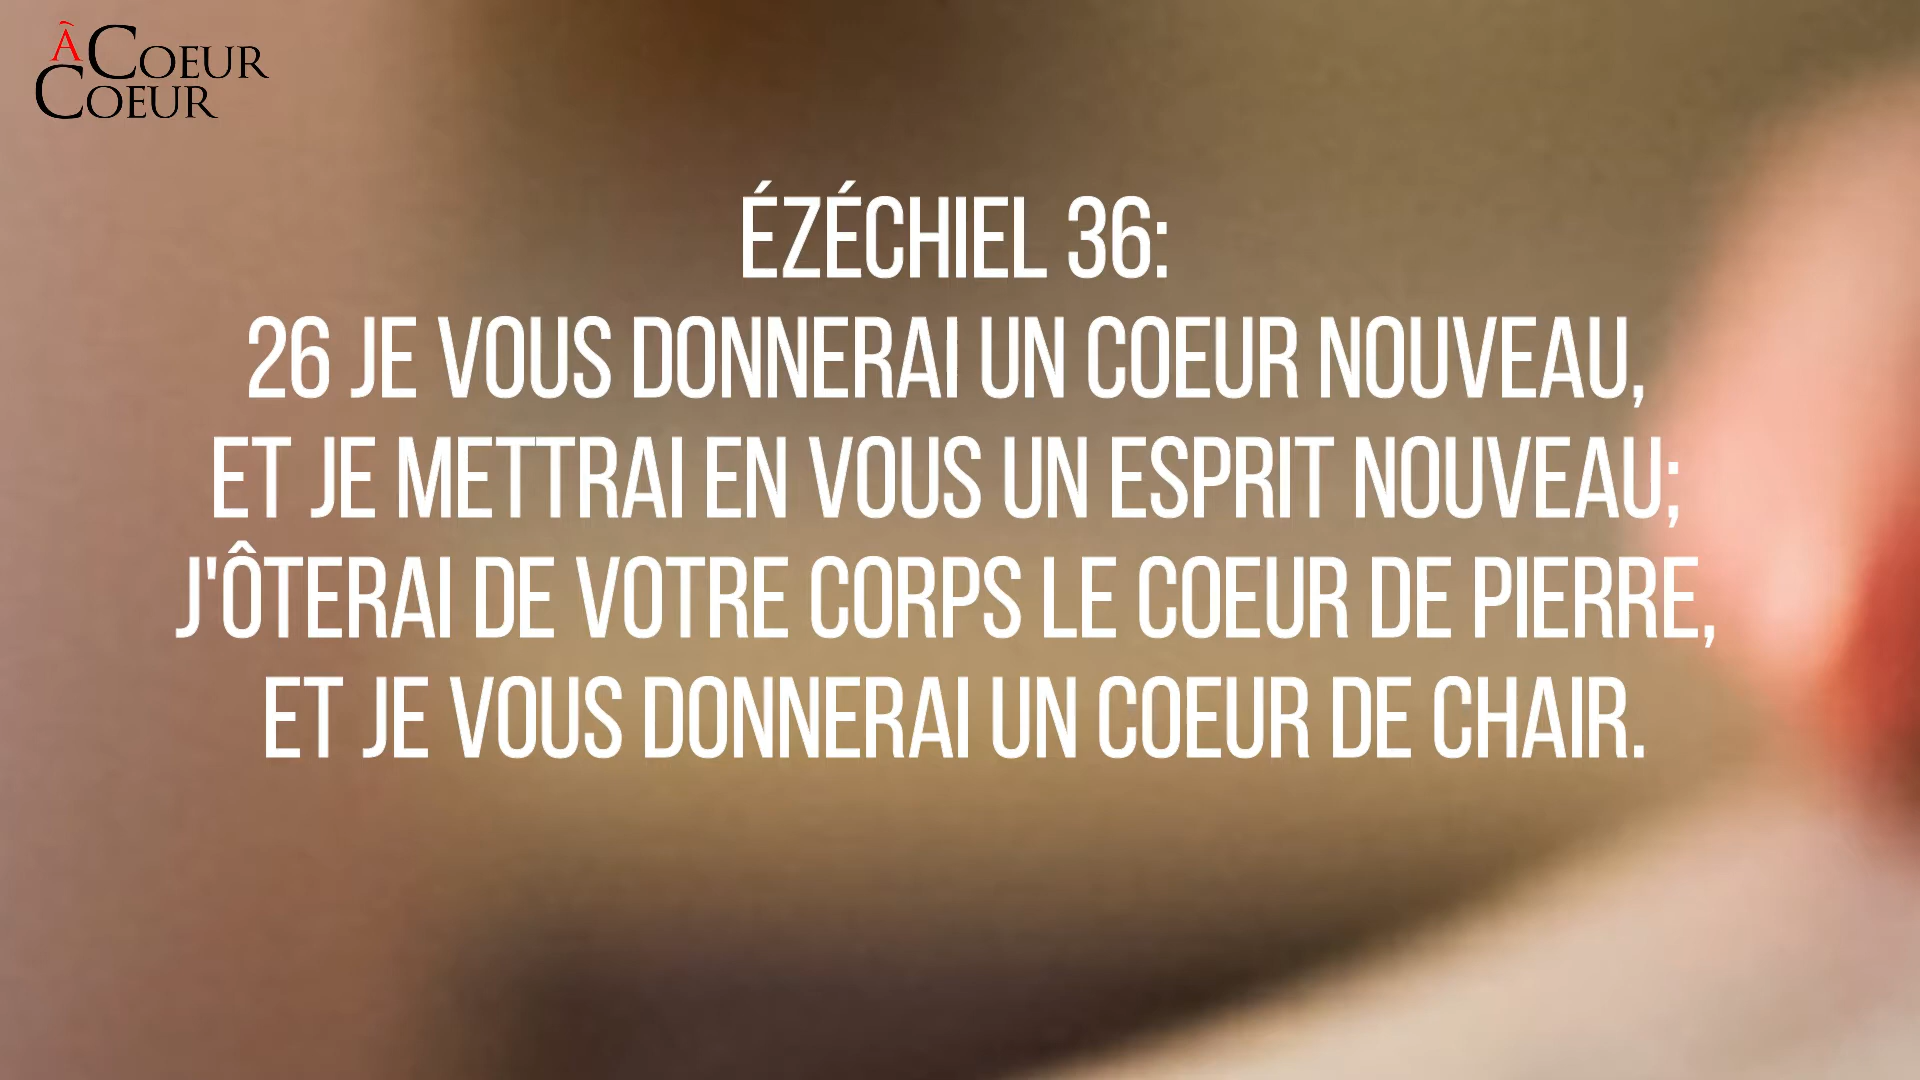 Â COEUR
COEUR
ÉZÉCHIEL 36:
26 JE VOUS DONNERAI UN COEUR NOUVEAU,
ET JE METTRAI EN VOUS UN ESPRIT NOUVEAU;
J'ÔTERAI DE VOTRE CORPS LE COEUR DE PIERRE,
ET JE VOUS DONNERAI UN COEUR DE CHAIR.